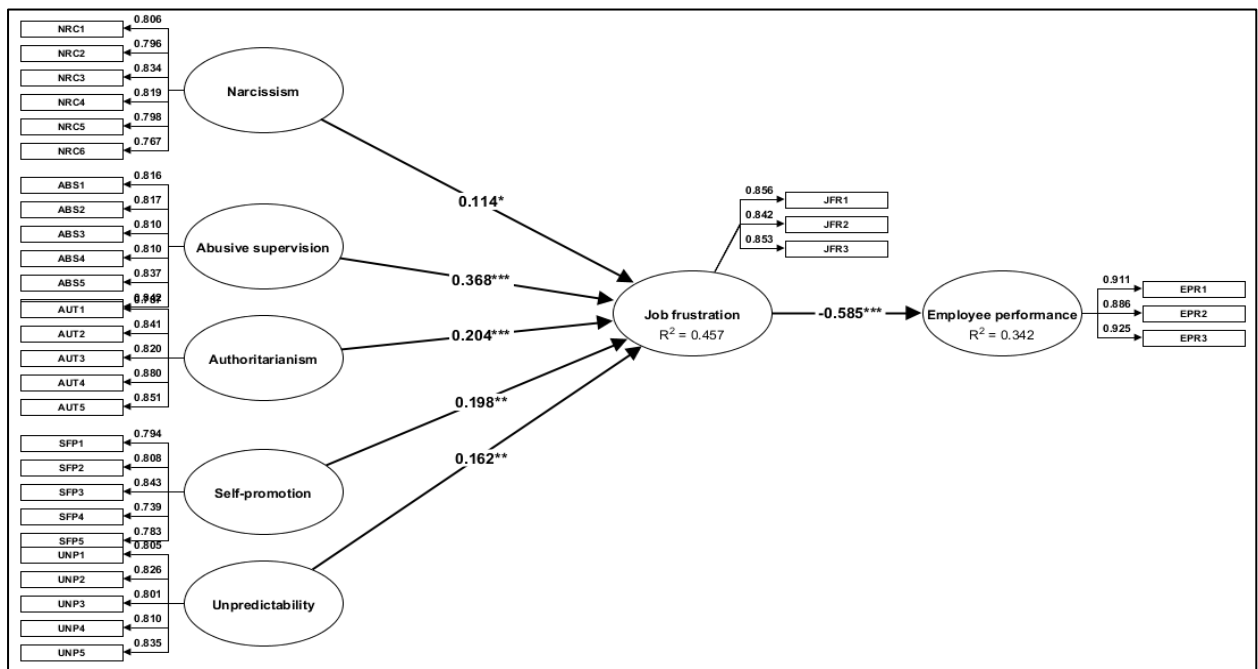 NRC1 0.806
NRC2 0.796
NRC3 0.834
NRC4 0.819
NRC5 0.798
NRC6 0.767
Narcissism
0.114*
ABS1 0.816
ABS2 0.817
ABS3 0.810
ABS4 0.810
ABS5 0.837
Abusive supervision
0.368***
AUT1
AUT2 0.841
AUT3 0.820
AUT4 0.880
AUT5 0.851
Authoritarianism
0.204***
SFP1 0.794
SFP2 0.808
SFP3 0.843
SFP4 0.739
SFP5 0.783
Self-promotion
0.198**
UNP1 0.805
UNP2 0.826
UNP3 0.801
UNP4 0.810
UNP5 0.835
Unpredictability
0.162**
0.856 JFR1
0.842 JFR2
0.853 JFR3
Job frustration
R² = 0.457
-0.585***
Employee performance
R² = 0.342
0.911 EPR1
0.886 EPR2
0.925 EPR3